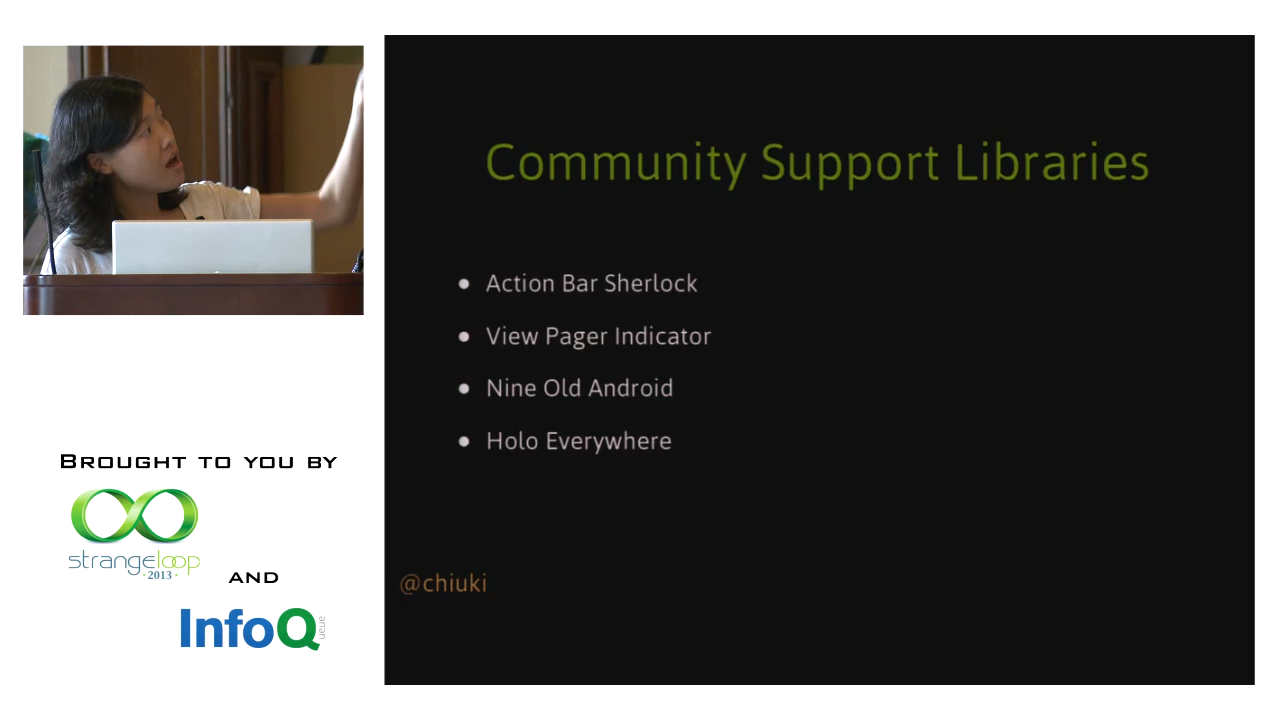 Community Support Libraries
● Action Bar Sherlock
● View Pager Indicator
● Nine Old Android
● Holo Everywhere
@chiuki
BROUGHT TO YOU BY
strangeloop
·2013·
AND
InfoQ
ueue